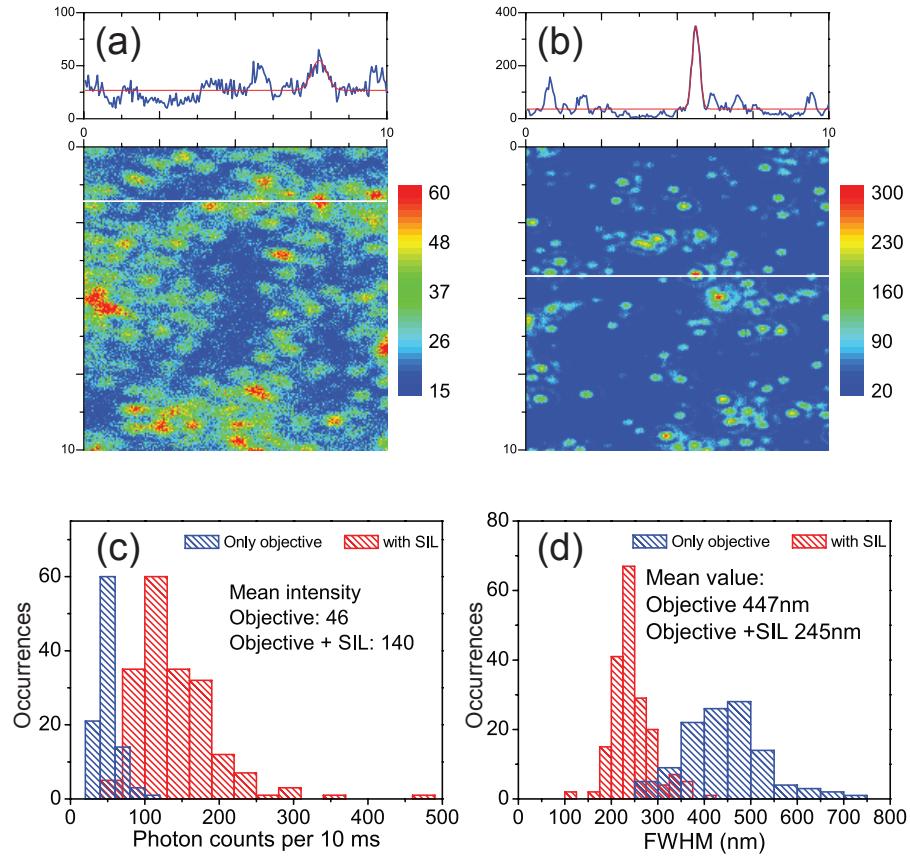 (a)
100
50
0
0
10
0
10
60
48
37
26
15
(b)
400
200
0
0
10
0
10
300
230
160
90
20
(c)
Only objective
with SIL
Mean intensity
Objective: 46
Objective + SIL: 140
Occurrences
60
40
20
0
0
100
200
300
400
500
Photon counts per 10 ms
(d)
Only objective
with SIL
Mean value:
Objective 447nm
Objective +SIL 245nm
Occurrences
80
60
40
20
0
0
100
200
300
400
500
600
700
800
FWHM (nm)